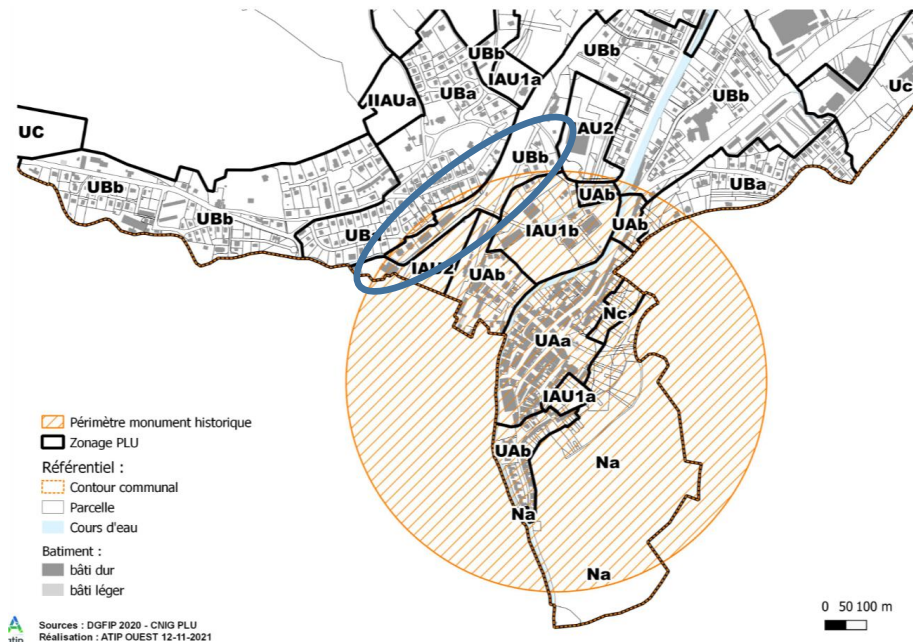 UBb
UBb
UBb
Uc
IAU1a
UBa
IIAUa
UBb
UC
AU2
UBb
UBa
UBb
UAb
UBb
UBa
IAU1b
UAb
IAU2
UAb
Nc
UAa
IAU1a
UAb
Na
Na
Na
Périmètre monument historique
Zonage PLU
Référentiel :
Contour communal
Parcelle
Cours d'eau
Batiment :
bâti dur
bâti léger
0 50 100 m
Sources : DGFIP 2020 - CNIG PLU
Réalisation : ATIP OUEST 12-11-2021